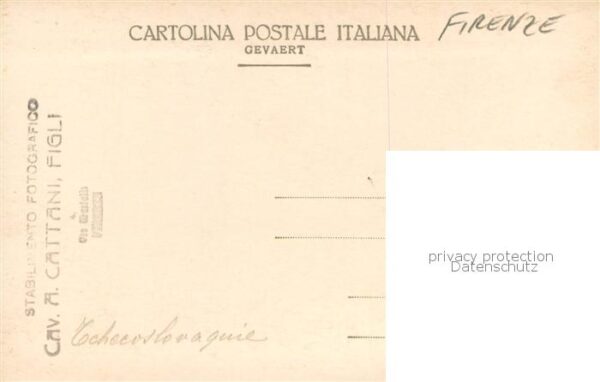 CARTOLINA POSTALE ITALIANA
GEVAERT
FIRENZE
STABILIMENTO FOTOGRAFICO
CAV. A. CATTANI, FIGLI
Tchecoslovaquie
privacy protection
Datenschutz